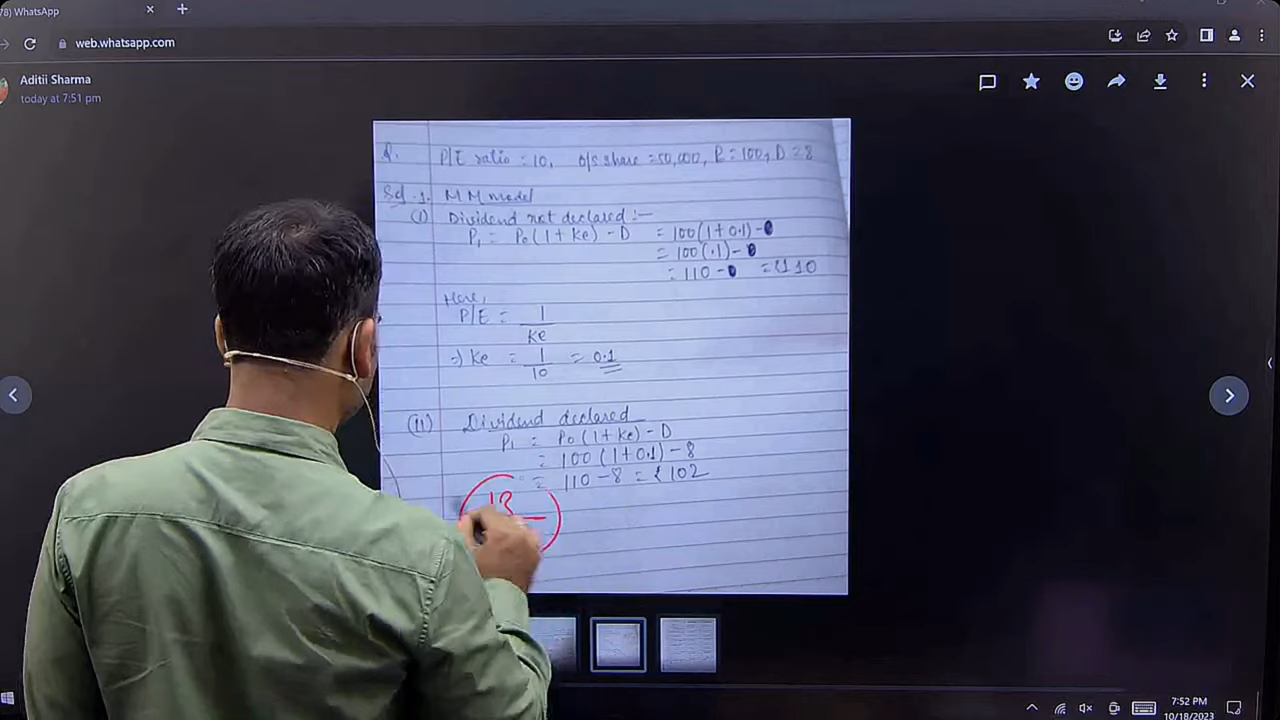 78) WhatsApp
web.whatsapp.com
Aditii Sharma
today at 7:51 pm
Q. P/E ratio = 10, o/s share = 50,000, P = 100, D = 8
Sol. 1. MM model
(i) Dividend not declared :-
P₁ = P₀(1+ke) - D = 100(1+0.1)-0
= 100(.1)-0
= 110-0 = ₹110
Here,
P/E = 1/ke
=) ke = 1/10 = 0.1
(ii) Dividend declared
P₁ = P₀(1+ke) - D
= 100(1+0.1) - 8
= 110 - 8 = ₹102
7:52 PM
10/18/2023